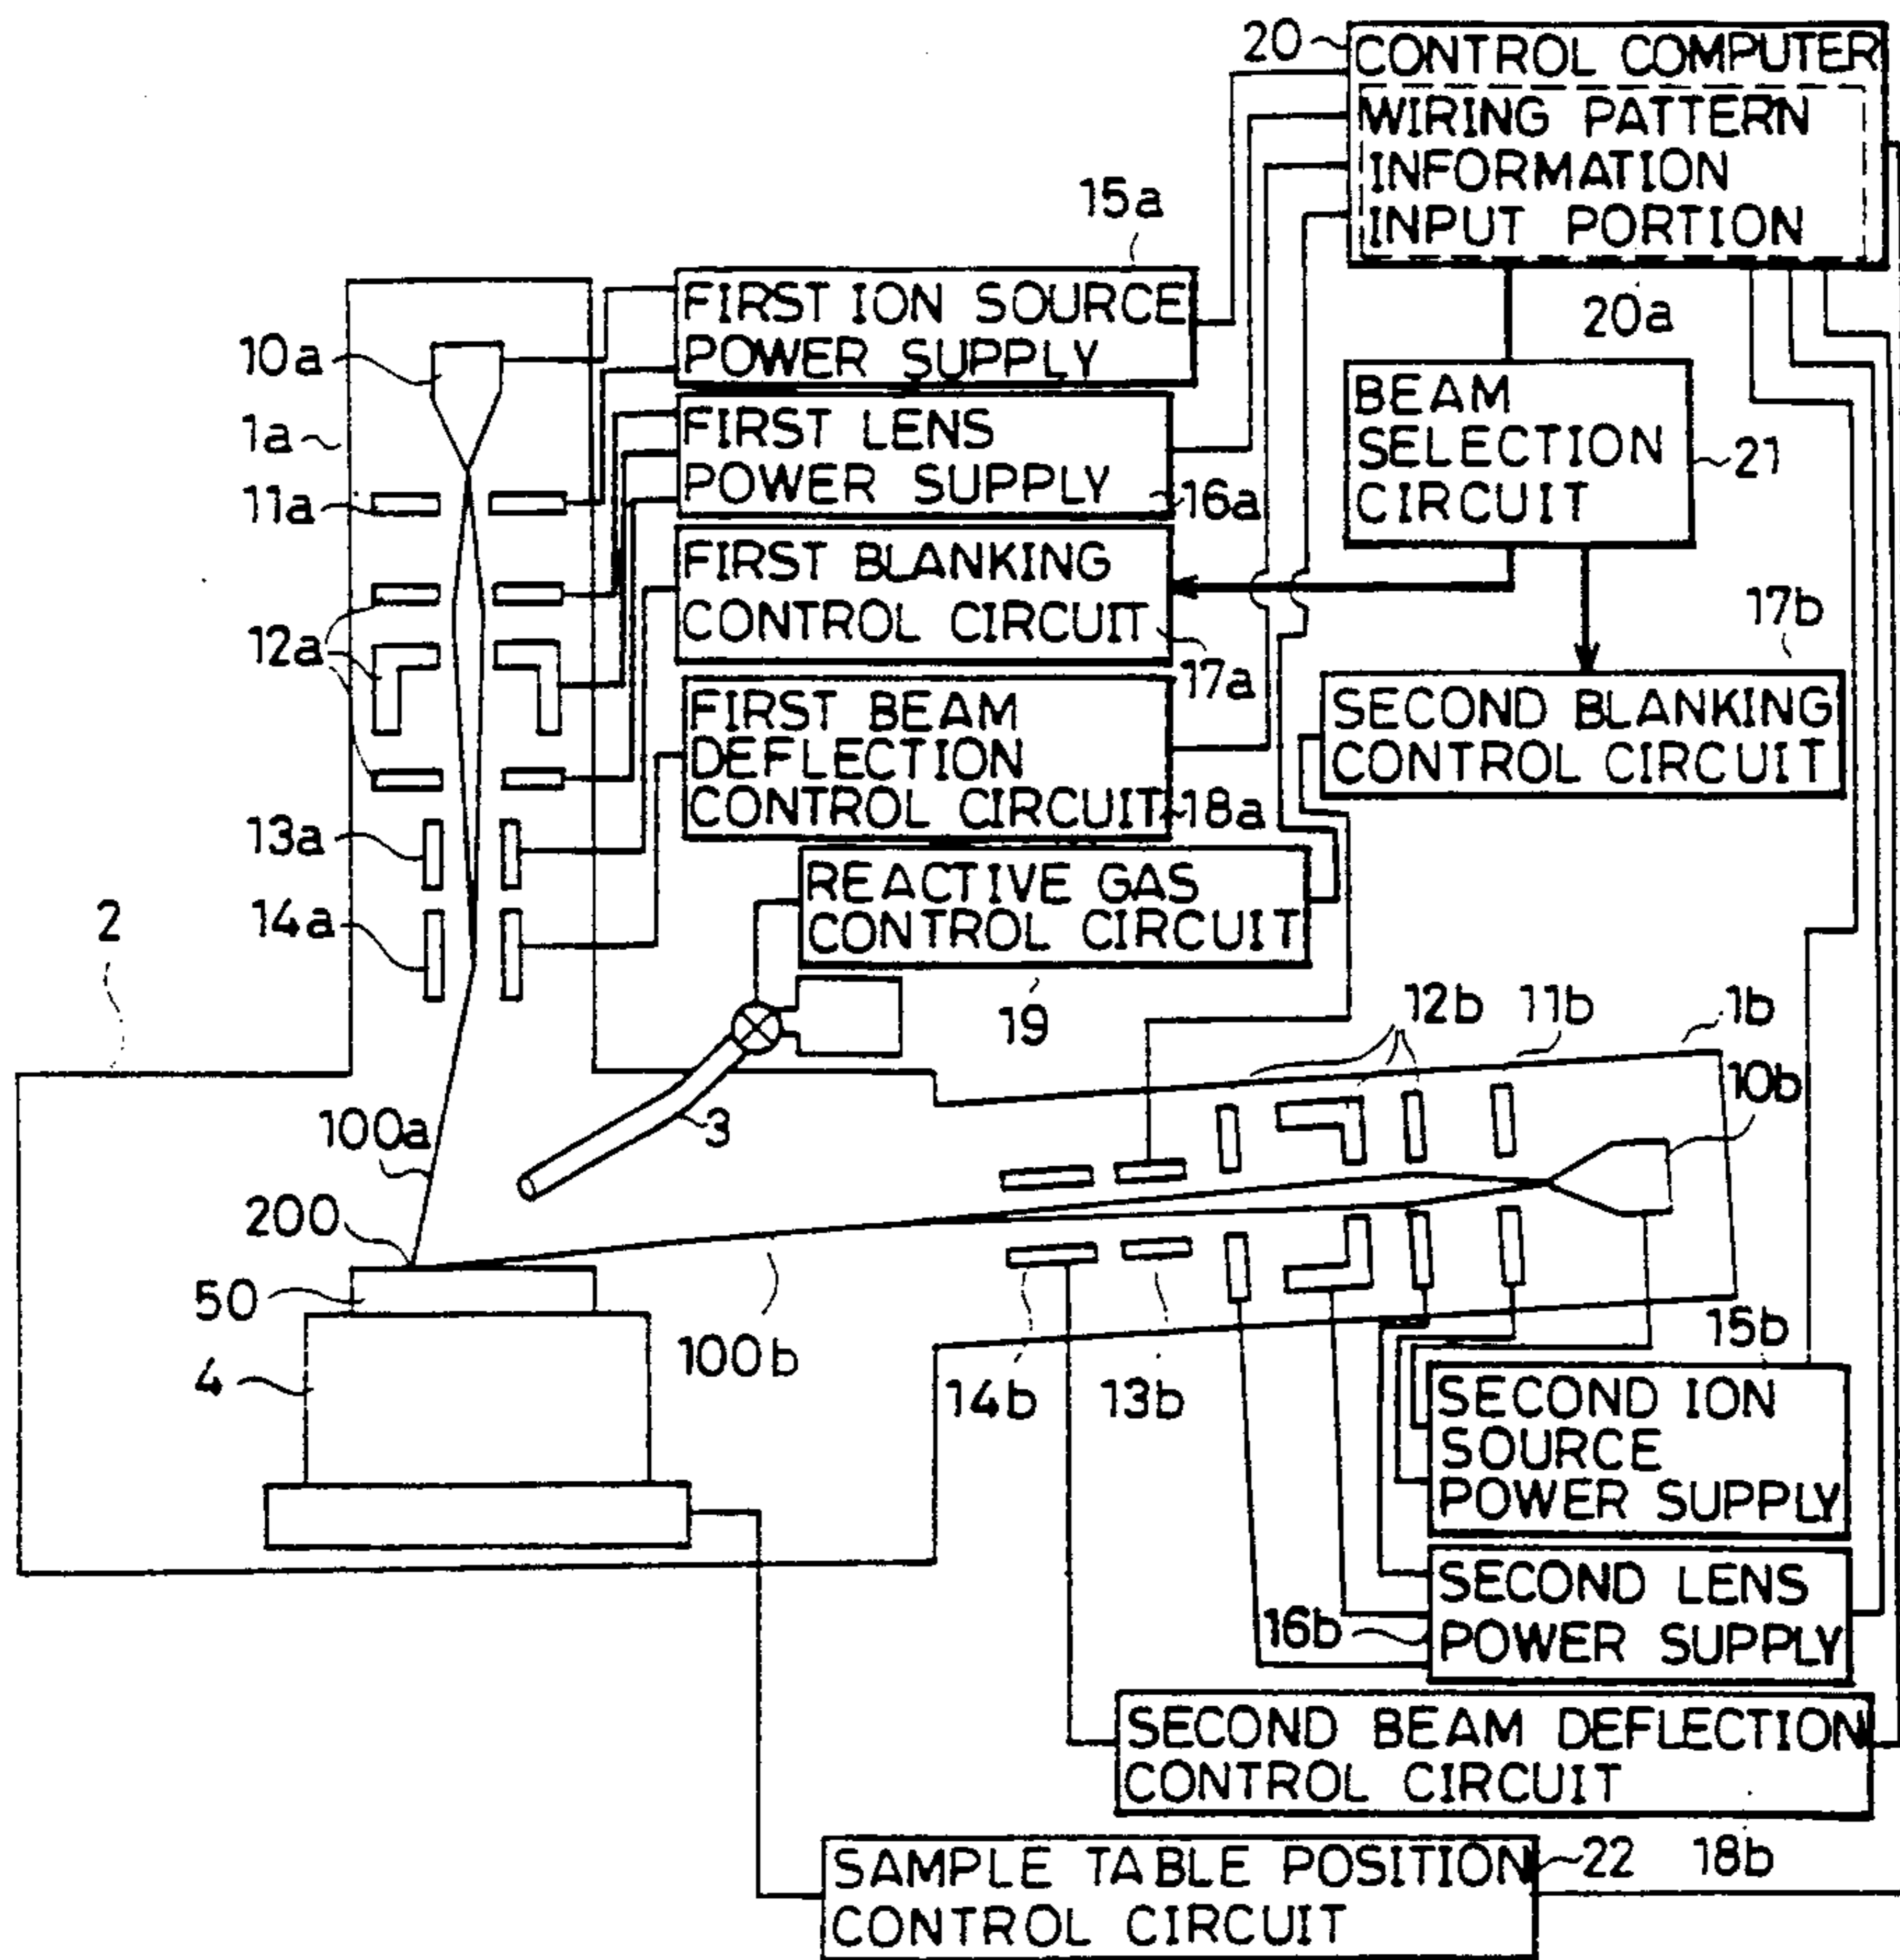 20
CONTROL COMPUTER
WIRING PATTERN
INFORMATION
INPUT PORTION
20a
15a
FIRST ION SOURCE
POWER SUPPLY
10a
1a
FIRST LENS
POWER SUPPLY
16a
BEAM
SELECTION
CIRCUIT
21
11a
FIRST BLANKING
CONTROL CIRCUIT
17a
12a
17b
SECOND BLANKING
CONTROL CIRCUIT
FIRST BEAM
DEFLECTION
CONTROL CIRCUIT
18a
13a
REACTIVE GAS
CONTROL CIRCUIT
19
14a
2
12b
11b
1b
10b
3
100a
200
50
100b
4
14b
13b
15b
SECOND ION
SOURCE
POWER SUPPLY
SECOND LENS
POWER SUPPLY
16b
SECOND BEAM DEFLECTION
CONTROL CIRCUIT
18b
SAMPLE TABLE POSITION
CONTROL CIRCUIT
22